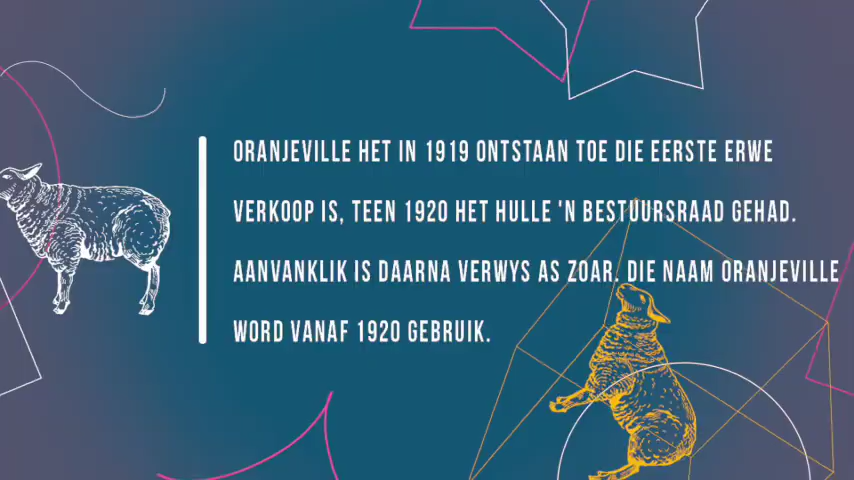 ORANJEVILLE HET IN 1919 ONTSTAAN TOE DIE EERSTE ERWE
VERKOOP IS, TEEN 1920 HET HULLE 'N BESTUURSRAAD GEHAD.
AANVANKLIK IS DAARNA VERWYS AS ZOAR. DIE NAAM ORANJEVILLE
WORD VANAF 1920 GEBRUIK.